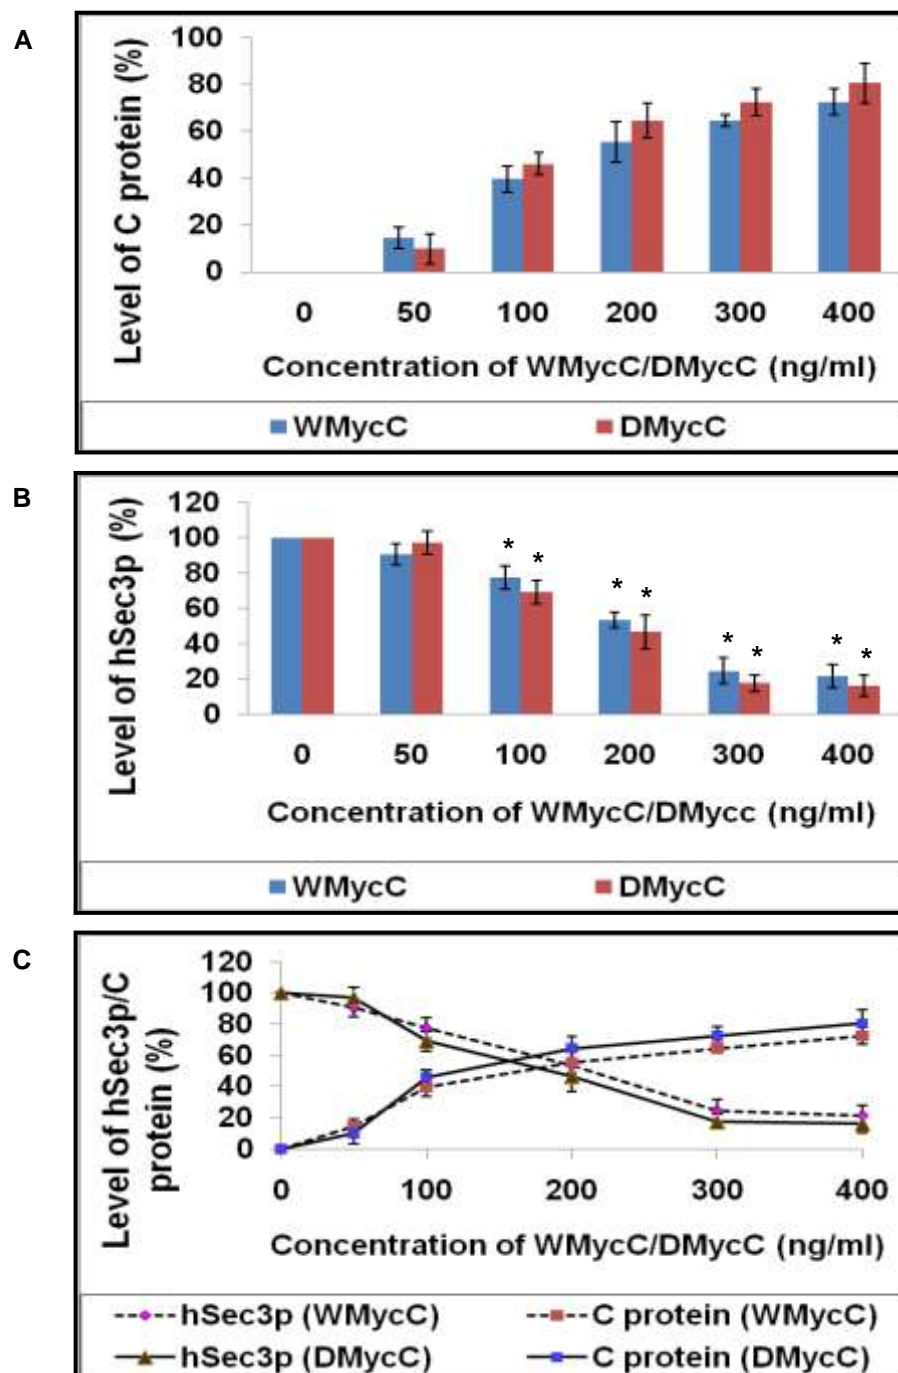 A
Level of C protein (%)
100
80
60
40
20
0
0 50 100 200 300 400
Concentration of WMycC/DMycC (ng/ml)
WMycC DMycC
B
Level of hSec3p (%)
120
100
80
60
40
20
0
* * * * * * * *
0 50 100 200 300 400
Concentration of WMycC/DMycc (ng/ml)
WMycC DMycC
C
Level of hSec3p/C
protein (%)
120
100
80
60
40
20
0
0 100 200 300 400
Concentration of WMycC/DMycC (ng/ml)
hSec3p (WMycC) C protein (WMycC)
hSec3p (DMycC) C protein (DMycC)